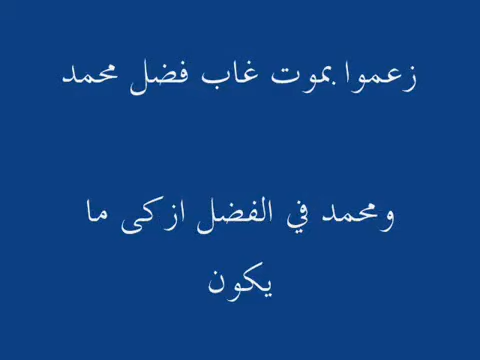 زعموا بموت غاب فضل محمد
ومحمد في الفضل ازكى ما
يكون